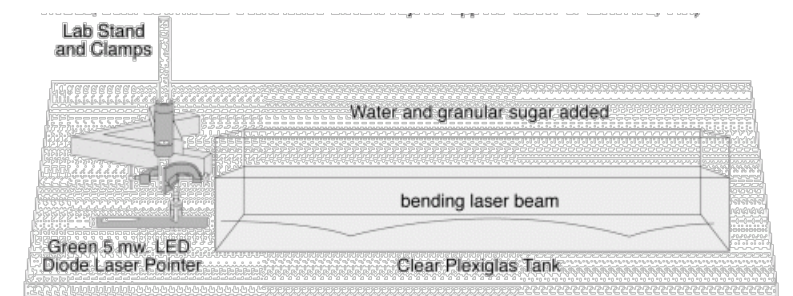 Lab Stand
and Clamps
Water and granular sugar added
bending laser beam
Green 5 mw. LED
Diode Laser Pointer
Clear Plexiglas Tank